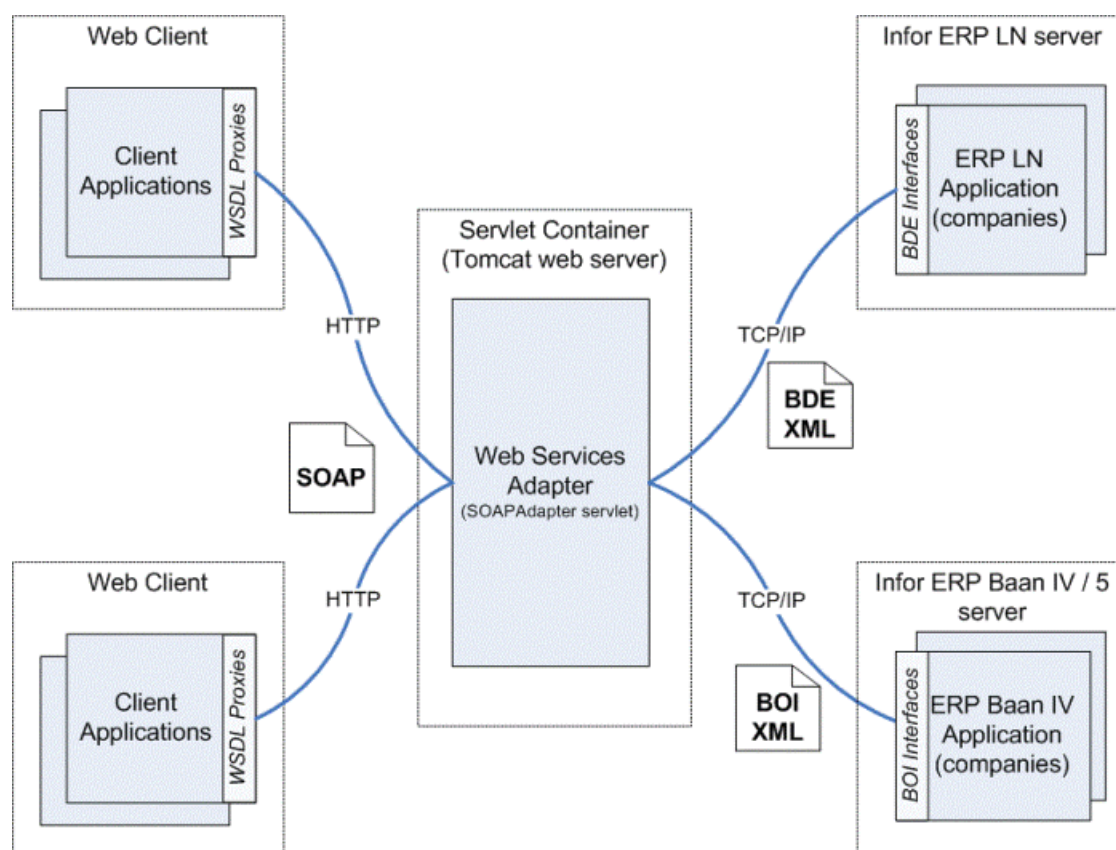 Web Client
Client
Applications
WSDL Proxies
HTTP
SOAP
Web Client
Client
Applications
WSDL Proxies
HTTP
Servlet Container
(Tomcat web server)
Web Services
Adapter
(SOAPAdapter servlet)
Infor ERP LN server
BDE Interfaces
ERP LN
Application
(companies)
TCP/IP
BDE
XML
Infor ERP Baan IV / 5
server
BOI Interfaces
ERP Baan IV
Application
(companies)
TCP/IP
BOI
XML